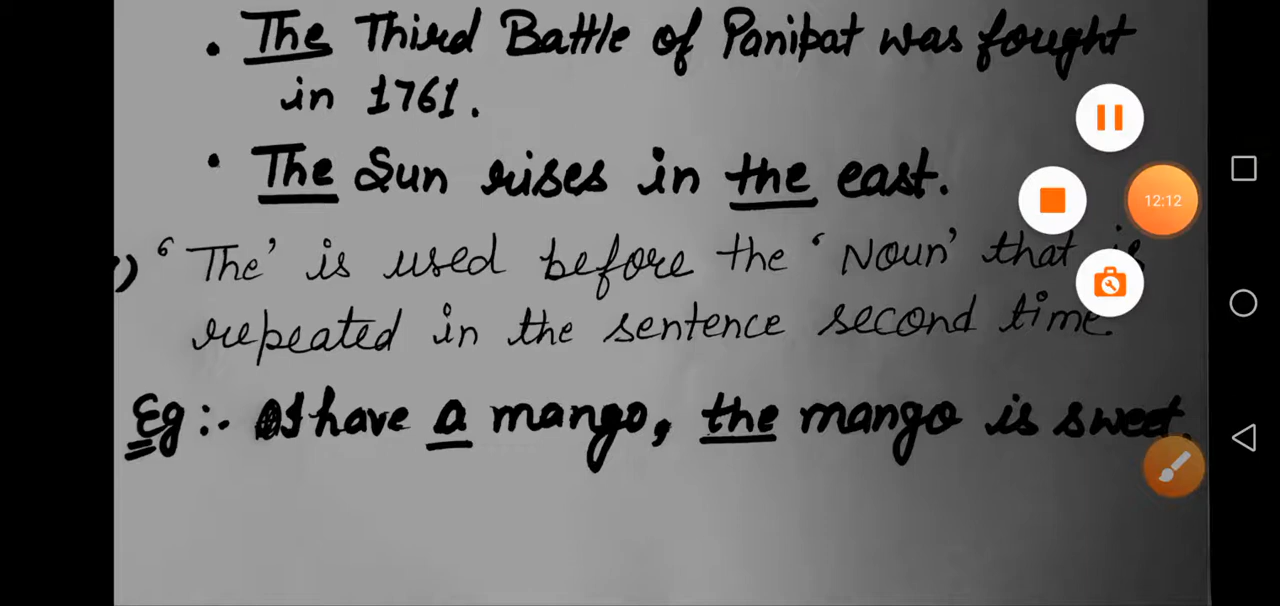 • The Third Battle of Panipat was fought
in 1761.
• The Sun rises in the east.
) 'The' is used before the 'Noun' that is
repeated in the sentence second time
Eg:- I have a mango, the mango is sweet.
12:12